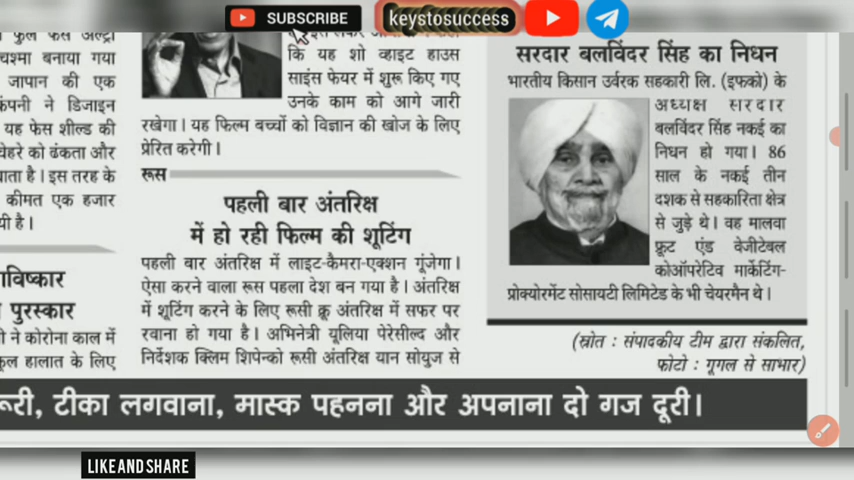 SUBSCRIBE
keystosuccess
चश्मा बनाया गया
जापान की एक
कंपनी ने डिजाइन
यह फेस शील्ड की
चेहरे को ढंकता और
जाता है। इस तरह के
कीमत एक हजार
यी है।
आविष्कार
पुरस्कार
ने कोरोना काल में
हालात के लिए
कि यह शो व्हाइट हाउस
साइंस फेयर में शुरू किए गए
उनके काम को आगे जारी
रखेगा। यह फिल्म बच्चों को विज्ञान की खोज के लिए
प्रेरित करेगी।
रूस
पहली बार अंतरिक्ष
में हो रही फिल्म की शूटिंग
पहली बार अंतरिक्ष में लाइट-कैमरा-एक्शन गूंजेगा।
ऐसा करने वाला रूस पहला देश बन गया है। अंतरिक्ष
में शूटिंग करने के लिए रूसी क्रू अंतरिक्ष में सफर पर
रवाना हो गया है। अभिनेत्री यूलिया पेरेसील्ड और
निर्देशक क्लिम शिपेन्को रूसी अंतरिक्ष यान सोयुज से
सरदार बलविंदर सिंह का निधन
भारतीय किसान उर्वरक सहकारी लि. (इफको) के
अध्यक्ष सरदार
बलविंदर सिंह नकई का
निधन हो गया। 86
साल के नकई तीन
दशक से सहकारिता क्षेत्र
से जुड़े थे। वह मालवा
फ्रूट एंड वेजीटेबल
कोऑपरेटिव मार्केटिंग-
प्रोक्योरमेंट सोसायटी लिमिटेड के भी चेयरमैन थे।
(स्रोत : संपादकीय टीम द्वारा संकलित,
फोटो : गूगल से साभार)
रूरी, टीका लगवाना, मास्क पहनना और अपनाना दो गज दूरी।
LIKE AND SHARE